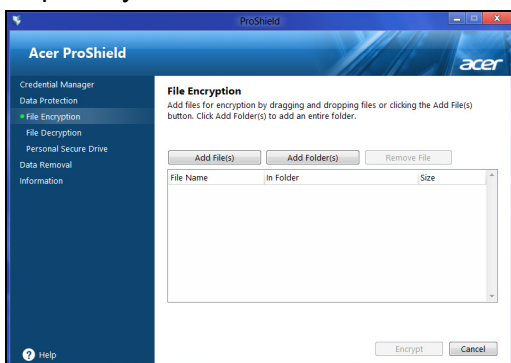 ProShield
Acer ProShield
acer
Credential Manager
Data Protection
File Encryption
File Decryption
Personal Secure Drive
Data Removal
Information
Help
File Encryption
Add files for encryption by dragging and dropping files or clicking the Add File(s)
button. Click Add Folder(s) to add an entire folder.
Add File(s)
Add Folder(s)
Remove File
File Name
In Folder
Size
Encrypt
Cancel